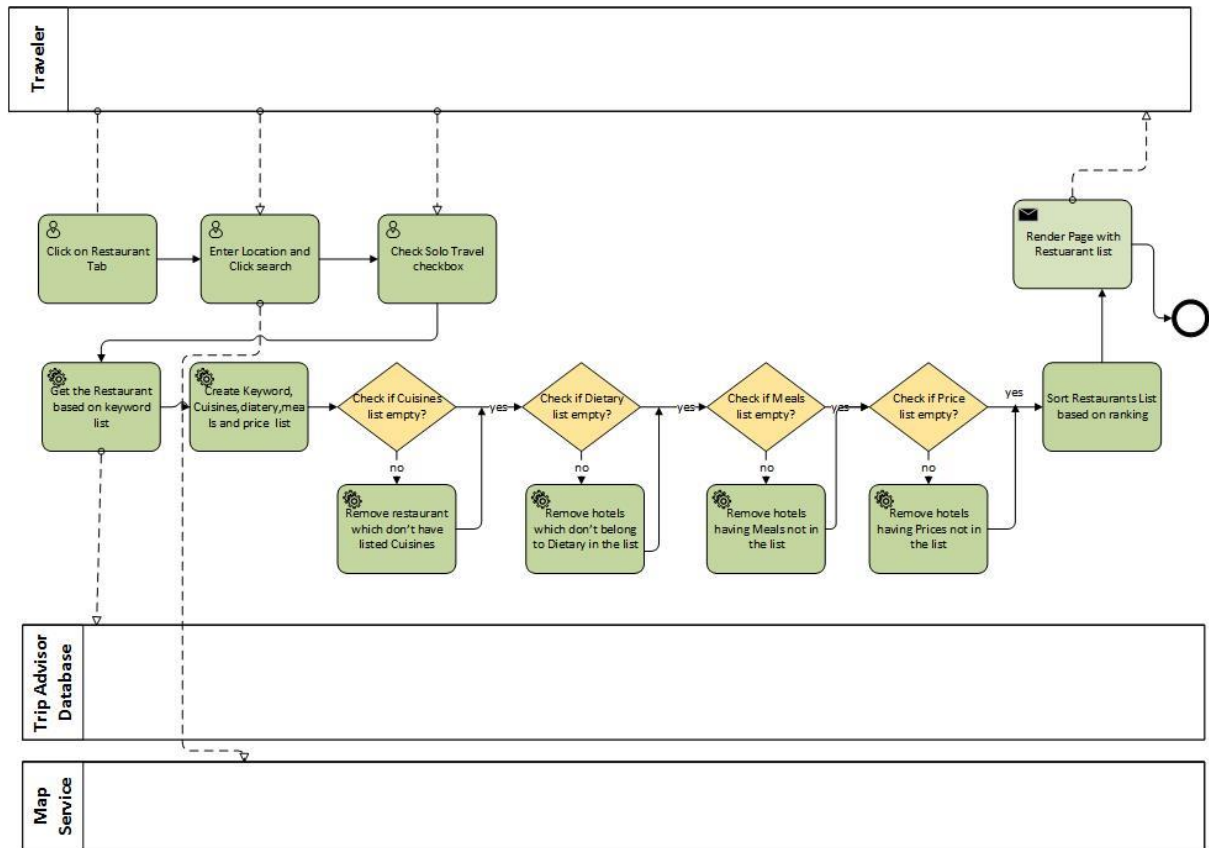 Traveler
Click on Restaurant
Tab
Enter Location and
Click search
Check Solo Travel
checkbox
Render Page with
Restuarant list
Get the Restaurant
based on keyword
list
Create Keyword,
Cuisines,diatery,mea
ls and price list
Check if Cuisines
list empty?
yes
Check if Dietary
list empty?
yes
Check if Meals
list empty?
yes
Check if Price
list empty?
yes
Sort Restaurants List
based on ranking
no
no
no
no
Remove restaurant
which don't have
listed Cuisines
Remove hotels
which don't belong
to Dietary in the list
Remove hotels
having Meals not in
the list
Remove hotels
having Prices not in
the list
Trip Advisor
Database
Map
Service